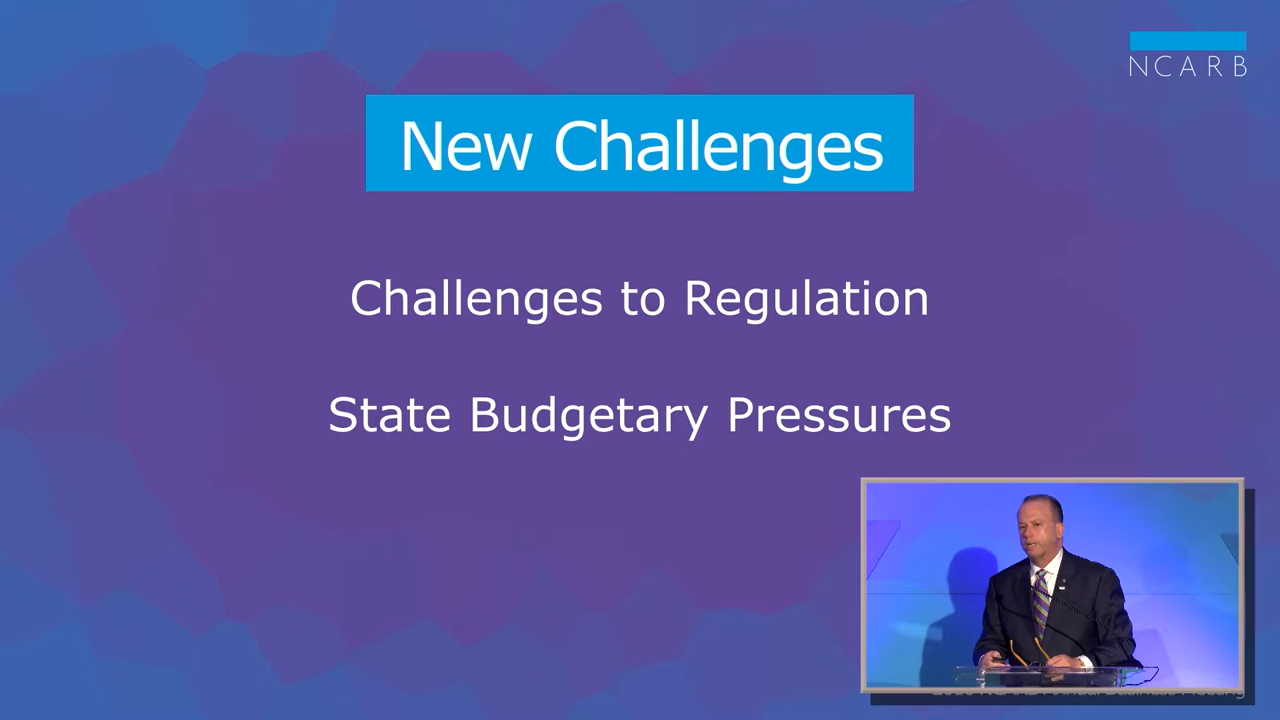 NCARB
New Challenges
Challenges to Regulation
State Budgetary Pressures